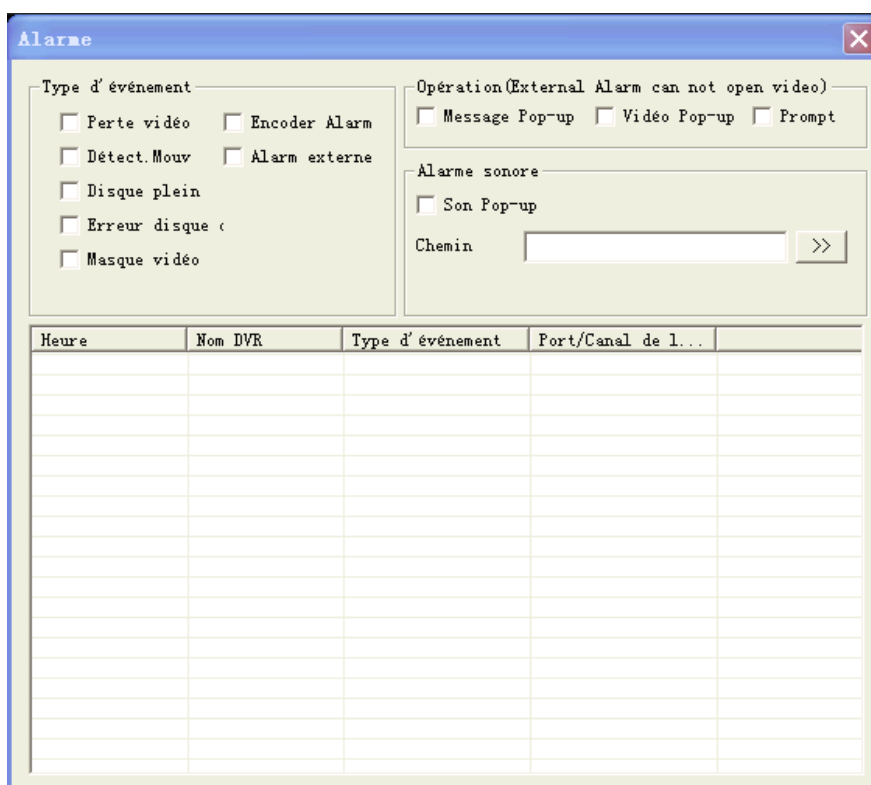 Alarme
Type d'événement
Perte vidéo
Encoder Alarm
Détect.Mouv
Alarm externe
Disque plein
Erreur disque
Masque vidéo
Opération(External Alarm can not open video)
Message Pop-up
Vidéo Pop-up
Prompt
Alarme sonore
Son Pop-up
Chemin
>>
Heure
Nom DVR
Type d'événement
Port/Canal de l...